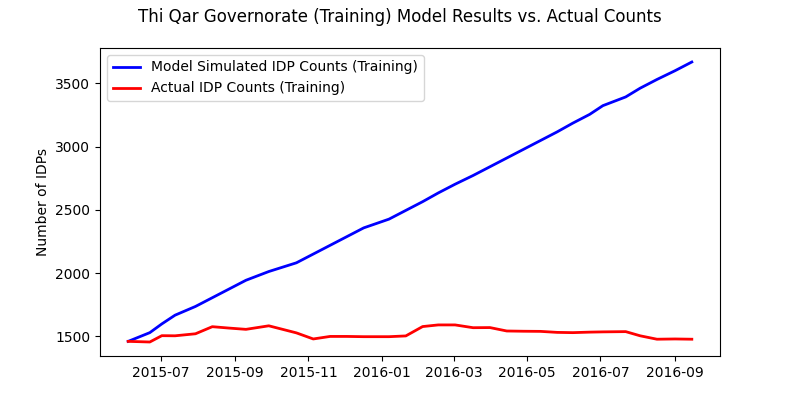 Thi Qar Governorate (Training) Model Results vs. Actual Counts
Model Simulated IDP Counts (Training)
Actual IDP Counts (Training)
Number of IDPs
3500
3000
2500
2000
1500
2015-07 2015-09 2015-11 2016-01 2016-03 2016-05 2016-07 2016-09